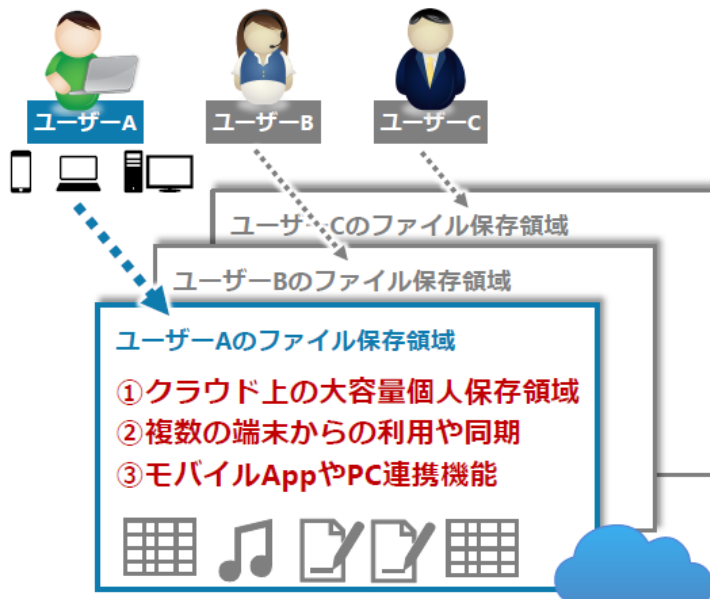 ユーザーA
ユーザーB
ユーザーC
ユーザーCのファイル保存領域
ユーザーBのファイル保存領域
ユーザーAのファイル保存領域
①クラウド上の大容量個人保存領域
②複数の端末からの利用や同期
③モバイルAppやPC連携機能